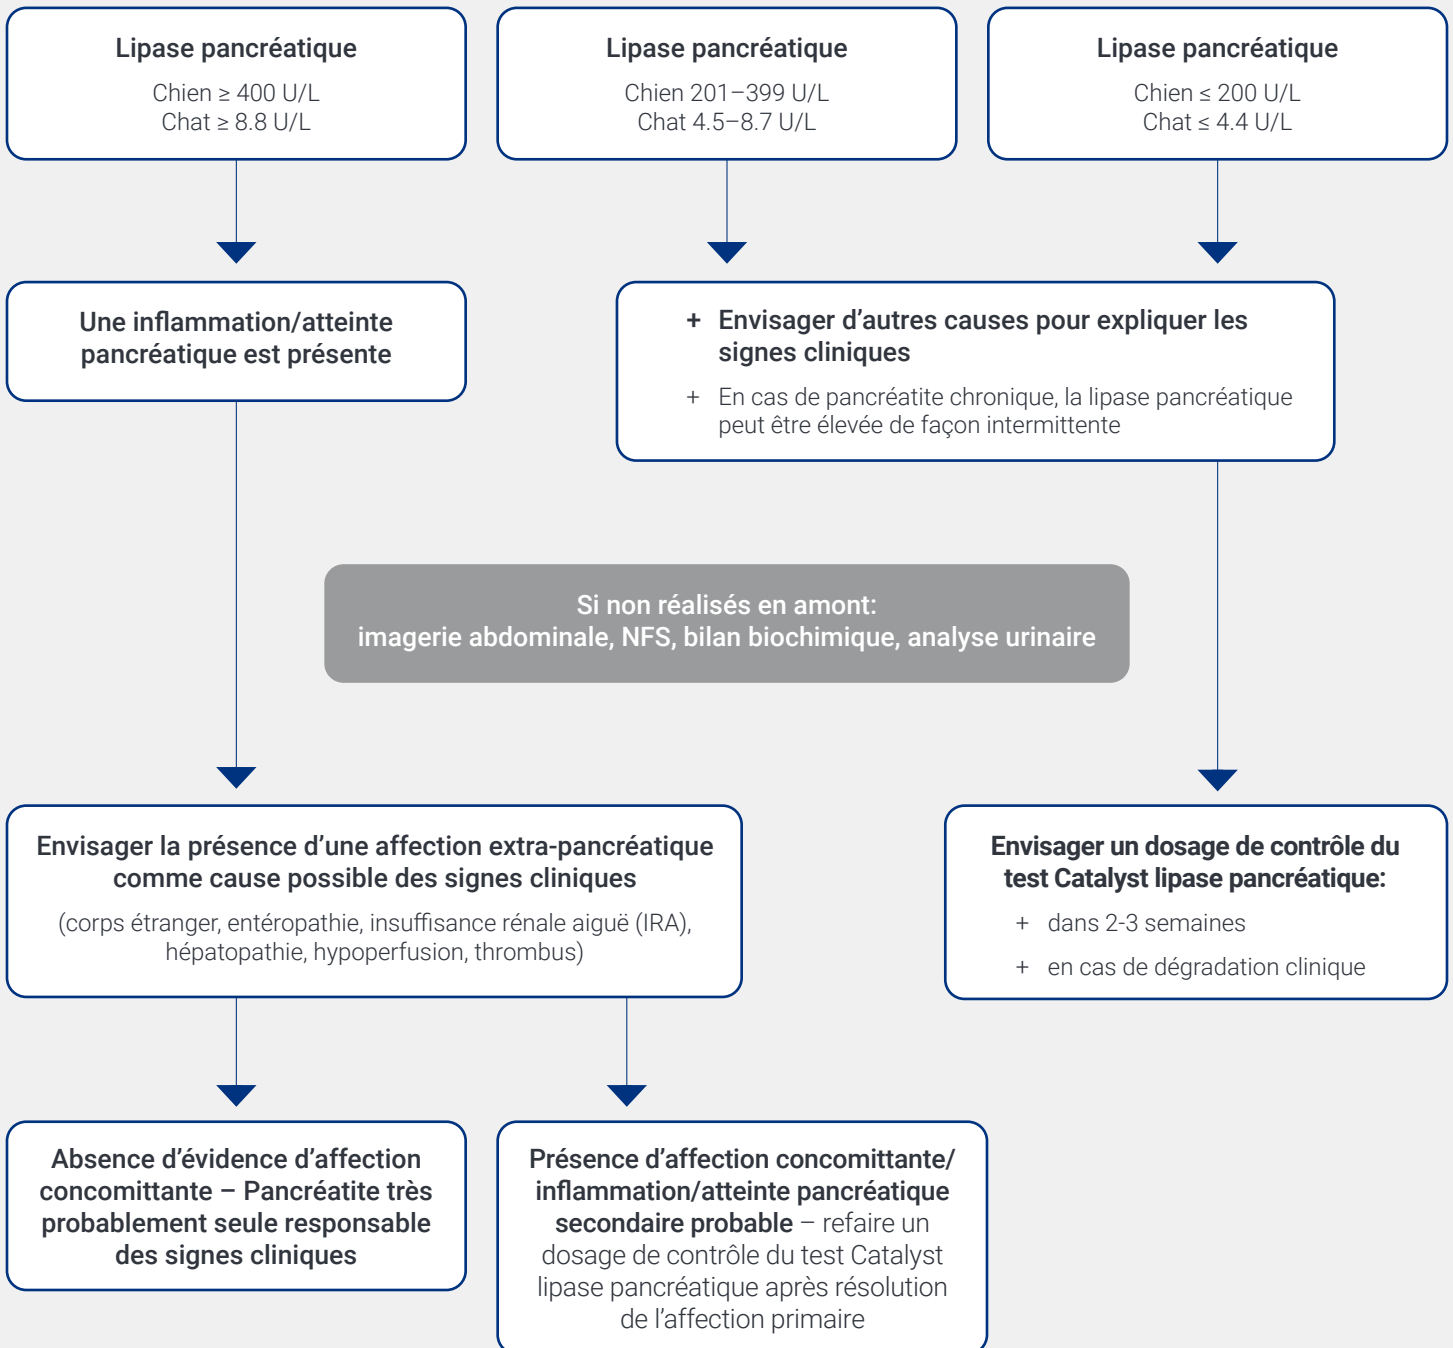 Lipase pancréatique
Chien ≥ 400 U/L
Chat ≥ 8.8 U/L
Lipase pancréatique
Chien 201–399 U/L
Chat 4.5–8.7 U/L
Lipase pancréatique
Chien ≤ 200 U/L
Chat ≤ 4.4 U/L
Une inflammation/atteinte
pancréatique est présente
+ Envisager d’autres causes pour expliquer les
signes cliniques
+ En cas de pancréatite chronique, la lipase pancréatique
peut être élevée de façon intermittente
Si non réalisés en amont:
imagerie abdominale, NFS, bilan biochimique, analyse urinaire
Envisager la présence d’une affection extra-pancréatique
comme cause possible des signes cliniques
(corps étranger, entéropathie, insuffisance rénale aiguë (IRA),
hépatopathie, hypoperfusion, thrombus)
Envisager un dosage de contrôle du
test Catalyst lipase pancréatique:
+ dans 2-3 semaines
+ en cas de dégradation clinique
Absence d’évidence d’affection
concomittante – Pancréatite très
probablement seule responsable
des signes cliniques
Présence d’affection concomittante/
inflammation/atteinte pancréatique
secondaire probable – refaire un
dosage de contrôle du test Catalyst
lipase pancréatique après résolution
de l’affection primaire